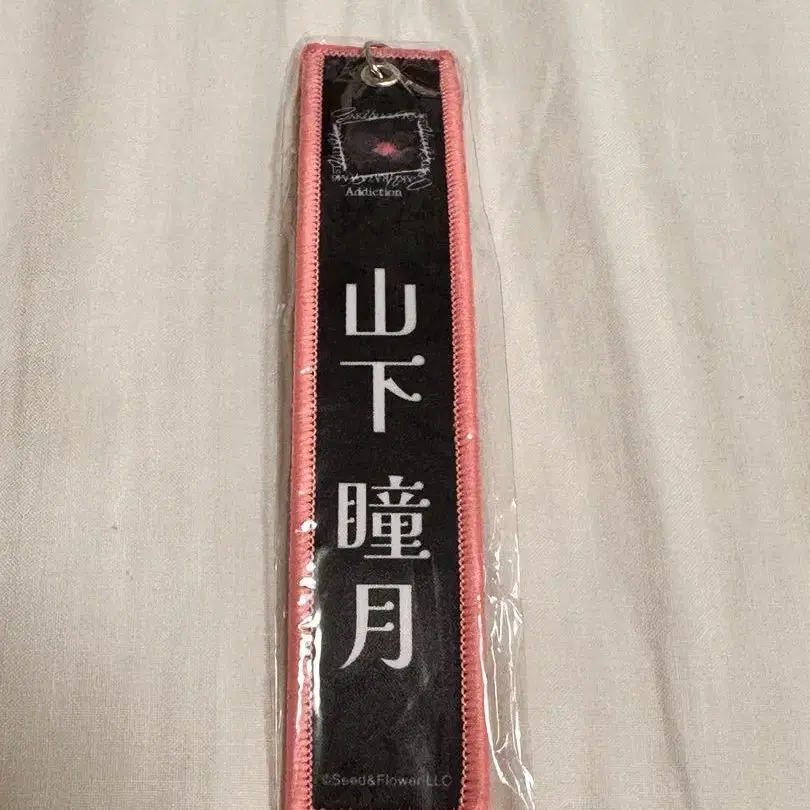 Addiction
山下 瞳月
©Seed&Flower LLC